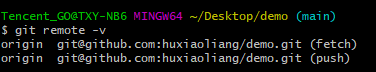 Tencent_GO@TXY-NB6 MINGW64 ~/Desktop/demo (main)
$ git remote -v
origin  git@github.com:huxiaoliang/demo.git (fetch)
origin  git@github.com:huxiaoliang/demo.git (push)